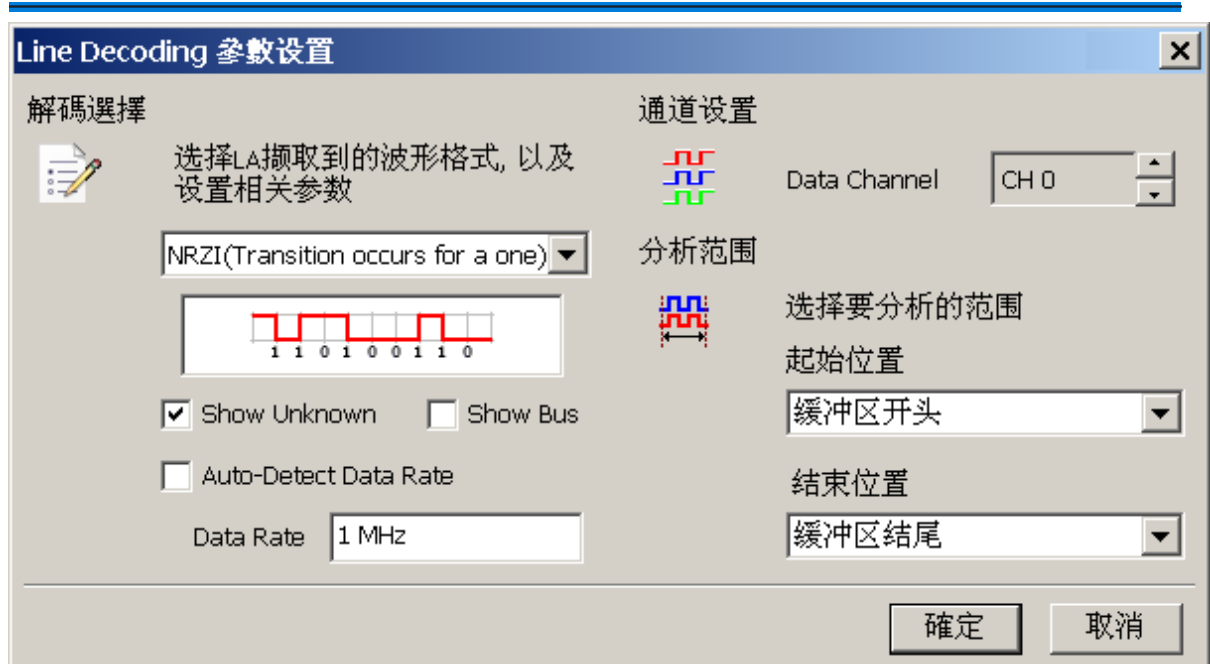 Line Decoding 參數设置
解碼選擇
选择LA撷取到的波形格式, 以及
设置相关参数
NRZI(Transition occurs for a one)
1 1 0 1 0 0 1 1 0
Show Unknown
Show Bus
Auto-Detect Data Rate
Data Rate
1 MHz
通道设置
Data Channel
CH 0
分析范围
选择要分析的范围
起始位置
缓冲区开头
结束位置
缓冲区结尾
確定
取消